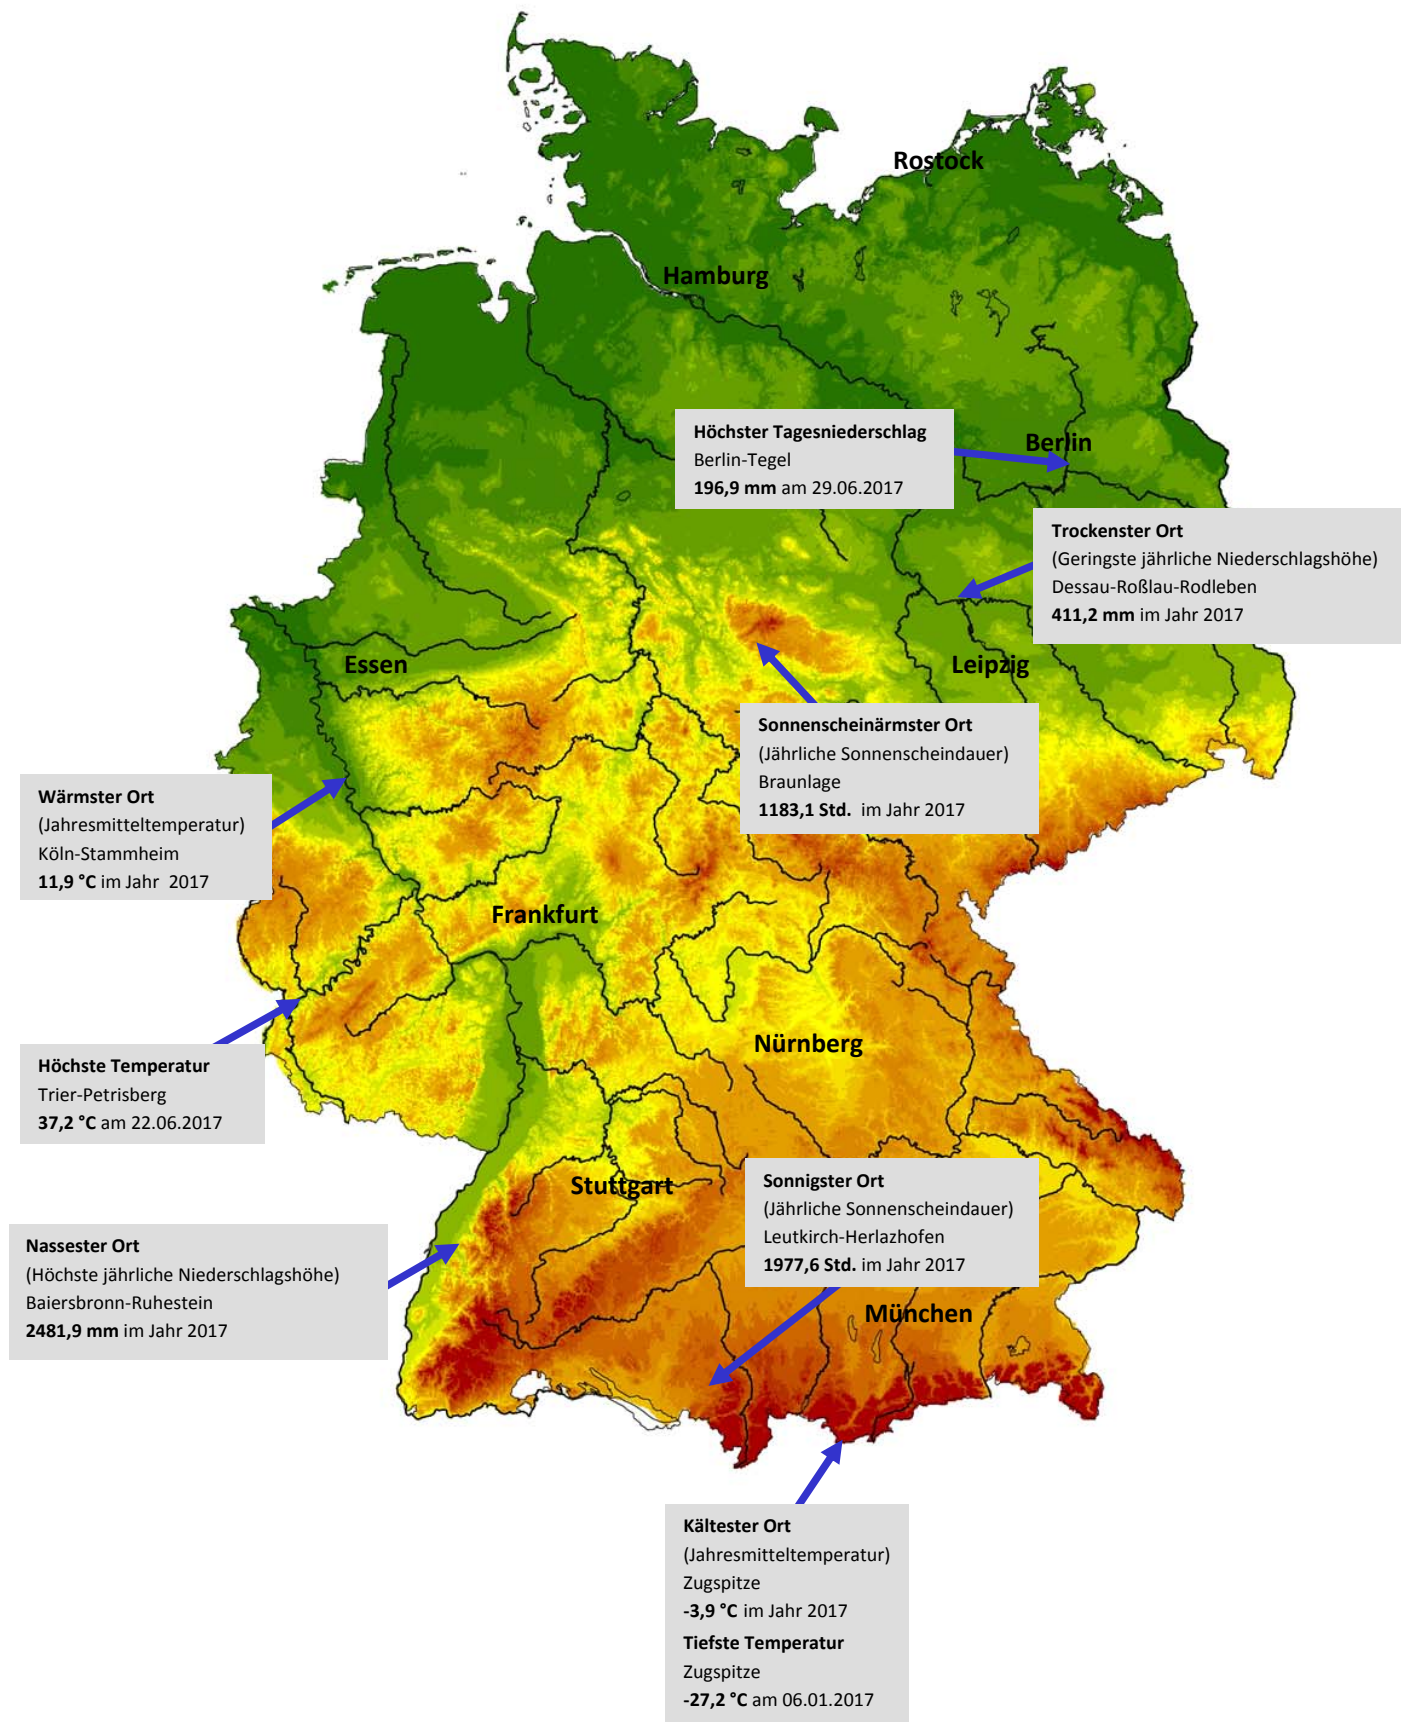 Rostock
Hamburg
Höchster Tagesniederschlag
Berlin-Tegel
196,9 mm am 29.06.2017
Berlin
Trockenster Ort
(Geringste jährliche Niederschlagshöhe)
Dessau-Roßlau-Rodleben
411,2 mm im Jahr 2017
Essen
Leipzig
Sonnenscheinärmster Ort
(Jährliche Sonnenscheindauer)
Braunlage
1183,1 Std. im Jahr 2017
Wärmster Ort
(Jahresmitteltemperatur)
Köln-Stammheim
11,9 °C im Jahr 2017
Frankfurt
Höchste Temperatur
Trier-Petrisberg
37,2 °C am 22.06.2017
Nürnberg
Stuttgart
Sonnigster Ort
(Jährliche Sonnenscheindauer)
Leutkirch-Herlazhofen
1977,6 Std. im Jahr 2017
Nassester Ort
(Höchste jährliche Niederschlagshöhe)
Baiersbronn-Ruhestein
2481,9 mm im Jahr 2017
München
Kältester Ort
(Jahresmitteltemperatur)
Zugspitze
-3,9 °C im Jahr 2017
Tiefste Temperatur
Zugspitze
-27,2 °C am 06.01.2017